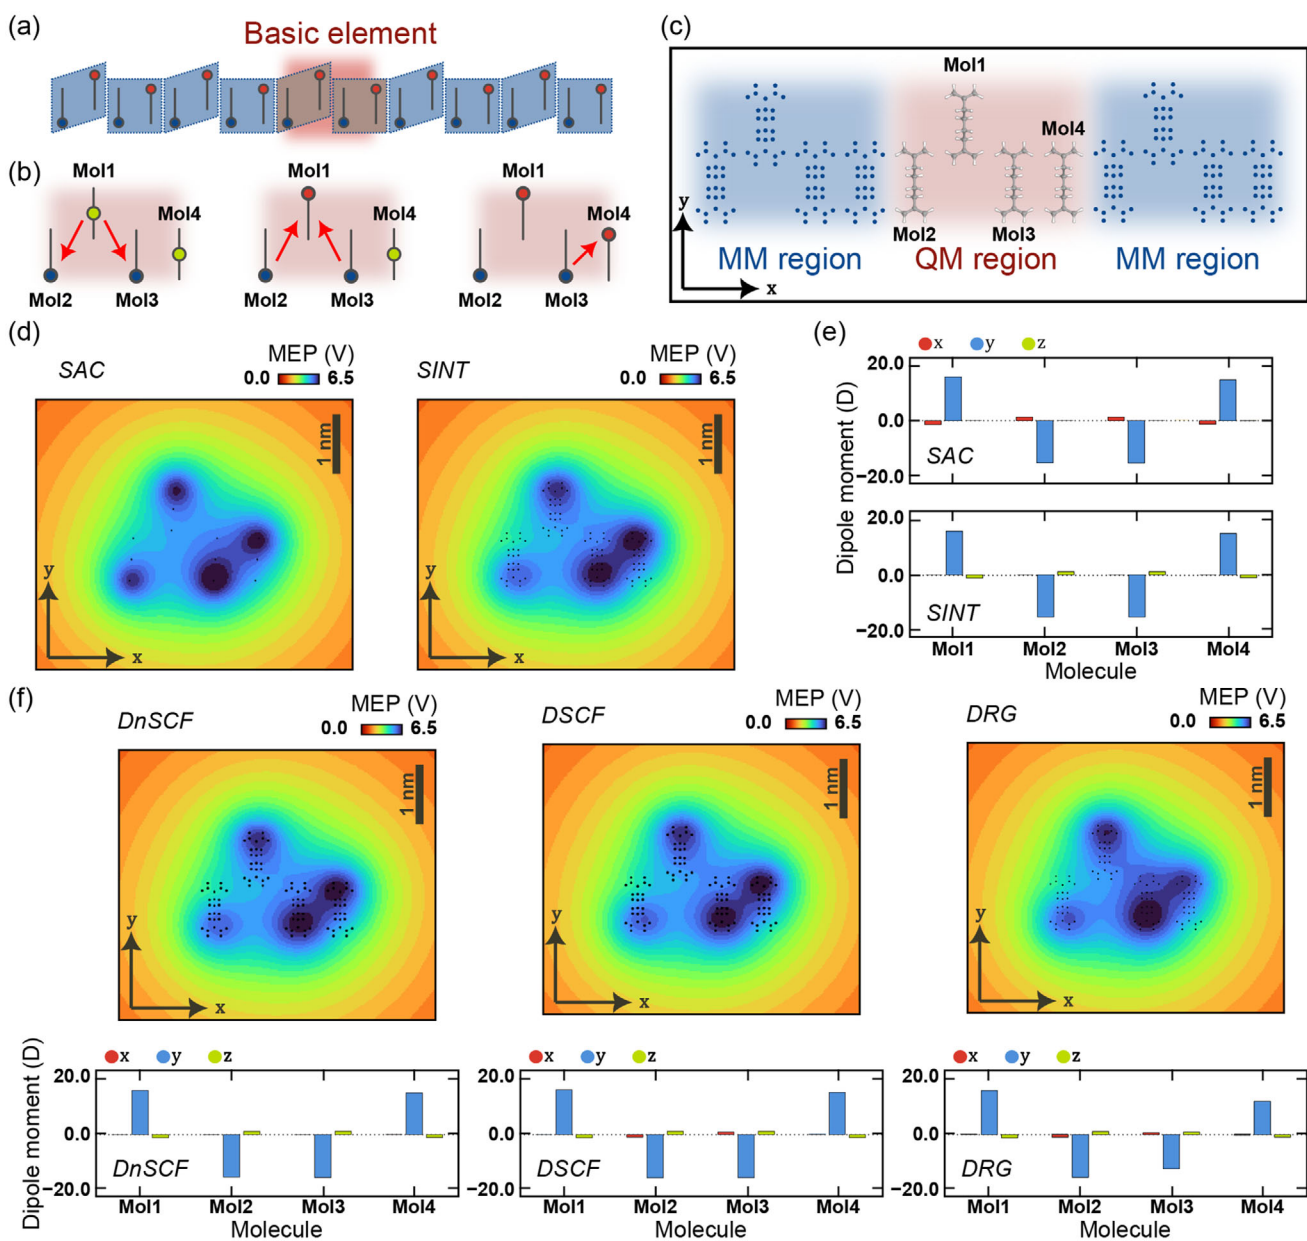 (a)
Basic element
(b)
Mol1
Mol4
Mol2
Mol3
Mol1
Mol4
Mol2
Mol3
Mol1
Mol4
Mol2
Mol3
(c)
Mol1
Mol4
Mol2
Mol3
y
x
MM region
QM region
MM region
(d)
SAC
MEP (V)
0.0
6.5
1 nm
y
x
SINT
MEP (V)
0.0
6.5
1 nm
y
x
(e)
x
y
z
20.0
0.0
−20.0
SAC
20.0
0.0
−20.0
SINT
Dipole moment (D)
Mol1
Mol2
Mol3
Mol4
Molecule
(f)
DnSCF
MEP (V)
0.0
6.5
1 nm
y
x
DSCF
MEP (V)
0.0
6.5
1 nm
y
x
DRG
MEP (V)
0.0
6.5
1 nm
y
x
Dipole moment (D)
x
y
z
20.0
0.0
−20.0
DnSCF
Mol1
Mol2
Mol3
Mol4
Molecule
x
y
z
20.0
0.0
−20.0
DSCF
Mol1
Mol2
Mol3
Mol4
Molecule
x
y
z
20.0
0.0
−20.0
DRG
Mol1
Mol2
Mol3
Mol4
Molecule